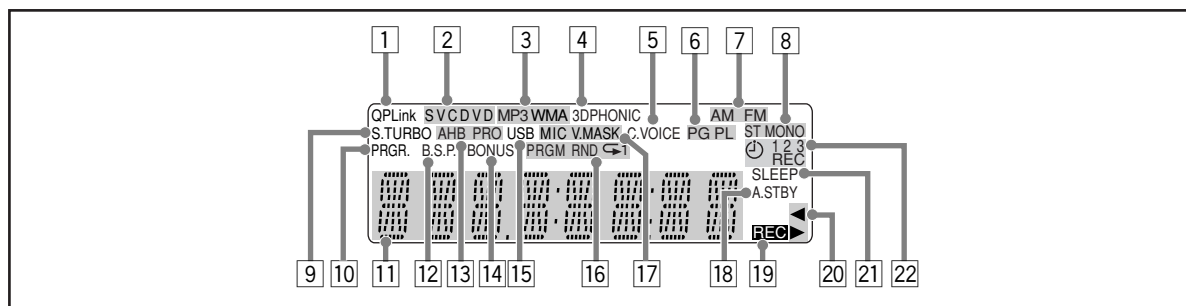 1 2 3 4 5 6 7 8
QPLink SVCDVD MP3 WMA 3DPHONIC AM FM
S.TURBO AHB PRO USB MIC V.MASK C.VOICE PG PL ST MONO
PRGR. B.S.P. BONUS PRGM RND 1 1 2 3
REC
SLEEP
A.STBY
REC
9 10 11 12 13 14 15 16 17 18 19 20 21 22